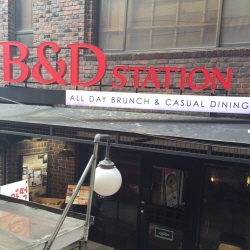 B&D STATION
ALL DAY BRUNCH & CASUAL DINING